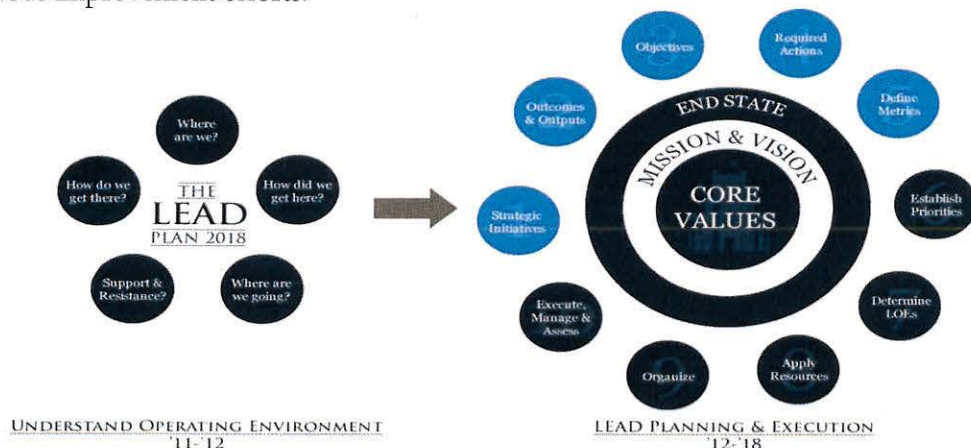 Improvement efforts.
Where
are we?
How do we
get there?
How did we
get here?
THE
LEAD
PLAN 2018
Support &
Resistance?
Where are
we going?
UNDERSTAND OPERATING ENVIRONMENT
'11-'12
Strategic
Initiatives
Outcomes
& Outputs
Objectives
Required
Actions
Define
Metrics
Establish
Priorities
Determine
LOEs
Apply
Resources
Organize
Execute,
Manage &
Assess
END STATE
MISSION & VISION
CORE
VALUES
LEAD PLANNING & EXECUTION
'12-'18